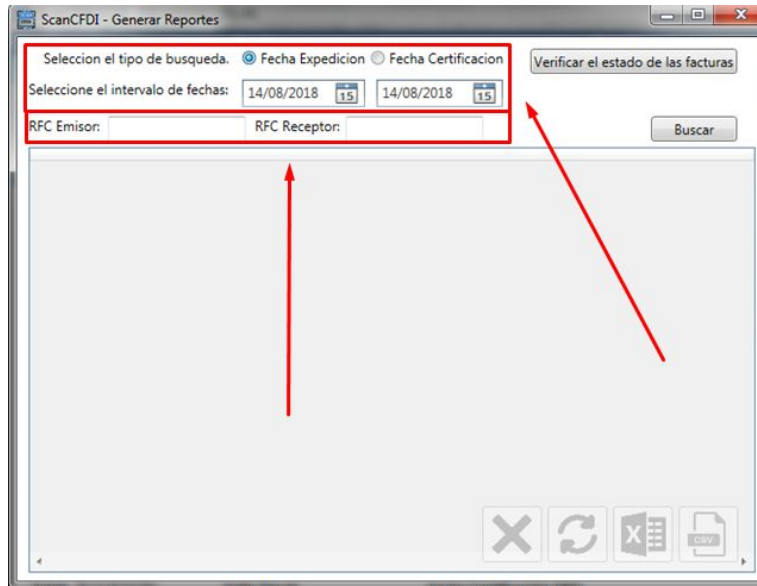 ScanCFDI - Generar Reportes
Seleccion el tipo de busqueda. Fecha Expedicion Fecha Certificacion Verificar el estado de las facturas
Seleccione el intervalo de fechas: 14/08/2018 15 14/08/2018 15
RFC Emisor: RFC Receptor: Buscar
X CSV